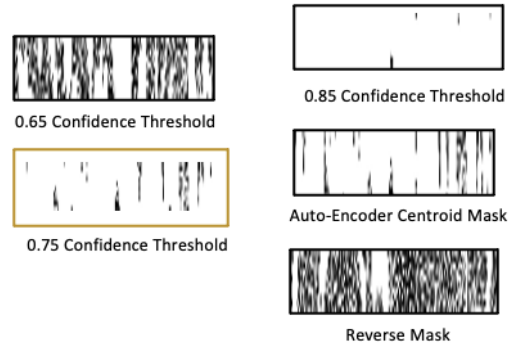 0.65 Confidence Threshold
0.85 Confidence Threshold
0.75 Confidence Threshold
Auto-Encoder Centroid Mask
Reverse Mask